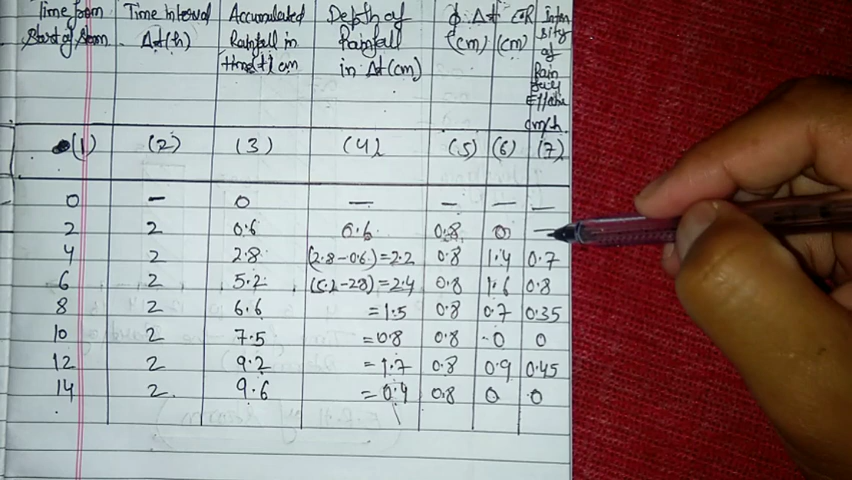 Time from Time interval Accumulated Depth of ϕ. Δt ER Inten
Start of Storm Δt (h) Rainfall in Rainfall (cm) (cm) sity
time (t) cm in Δt (cm) of
Rain
fall
Effective
cm/h
(1) (2) (3) (4) (5) (6) (7)
0 — 0 — — — —
2 2 0.6 0.6 0.8 0 —
4 2 2.8 (2.8-0.6)=2.2 0.8 1.4 0.7
6 2 5.2 (5.2-28)=2.4 0.8 1.6 0.8
8 2 6.6 =1.5 0.8 0.7 0.35
10 2 7.5 =0.8 0.8 0 0
12 2 9.2 =1.7 0.8 0.9 0.45
14 2 9.6 =0.4 0.8 0 0